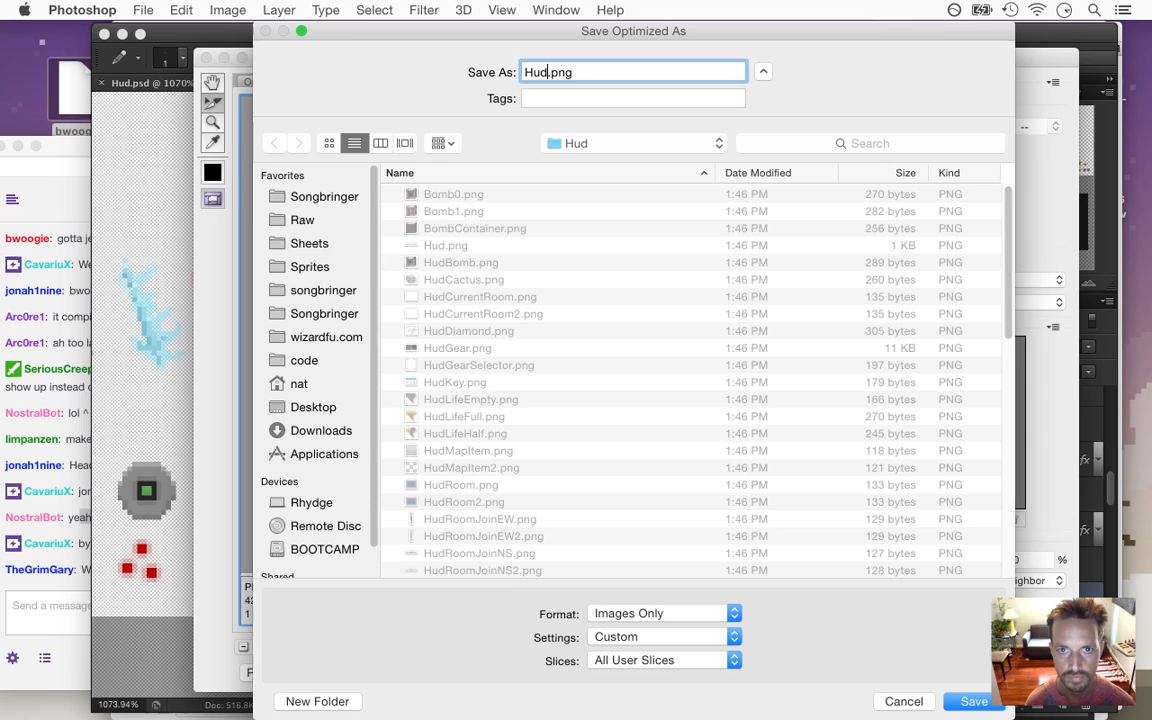 Photoshop File Edit Image Layer Type Select Filter 3D View Window Help
Save Optimized As
Save As: Hud.png
Tags:
Hud.psd @ 1070%
Hud
Search
Favorites
Songbringer
Raw
Sheets
Sprites
songbringer
Songbringer
wizardfu.com
code
nat
Desktop
Downloads
Applications
Devices
Rhydge
Remote Disc
BOOTCAMP
Shared
Name Date Modified Size Kind
Bomb0.png 1:46 PM 270 bytes PNG
Bomb1.png 1:46 PM 282 bytes PNG
BombContainer.png 1:46 PM 256 bytes PNG
Hud.png 1:46 PM 1 KB PNG
HudBomb.png 1:46 PM 289 bytes PNG
HudCactus.png 1:46 PM 260 bytes PNG
HudCurrentRoom.png 1:46 PM 135 bytes PNG
HudCurrentRoom2.png 1:46 PM 135 bytes PNG
HudDiamond.png 1:46 PM 305 bytes PNG
HudGear.png 1:46 PM 11 KB PNG
HudGearSelector.png 1:46 PM 197 bytes PNG
HudKey.png 1:46 PM 179 bytes PNG
HudLifeEmpty.png 1:46 PM 166 bytes PNG
HudLifeFull.png 1:46 PM 270 bytes PNG
HudLifeHalf.png 1:46 PM 245 bytes PNG
HudMapItem.png 1:46 PM 118 bytes PNG
HudMapItem2.png 1:46 PM 121 bytes PNG
HudRoom.png 1:46 PM 133 bytes PNG
HudRoom2.png 1:46 PM 133 bytes PNG
HudRoomJoinEW.png 1:46 PM 129 bytes PNG
HudRoomJoinEW2.png 1:46 PM 129 bytes PNG
HudRoomJoinNS.png 1:46 PM 127 bytes PNG
HudRoomJoinNS2.png 1:46 PM 128 bytes PNG
Format: Images Only
Settings: Custom
Slices: All User Slices
New Folder Cancel Save
bwoog
bwoogie: gotta je
CavariuX: We
jonah1nine: bwo
Arc0re1: it compi
Arc0re1: ah too la
SeriousCreep
show up instead o
NostralBot: lol ^
limpanzen: make
jonah1nine: Head
CavariuX: jon
NostralBot: yeah
CavariuX: by
TheGrimGary: W
Send a message
1073.94% Doc: 516.8K
%
ighbor
--
fx
fx